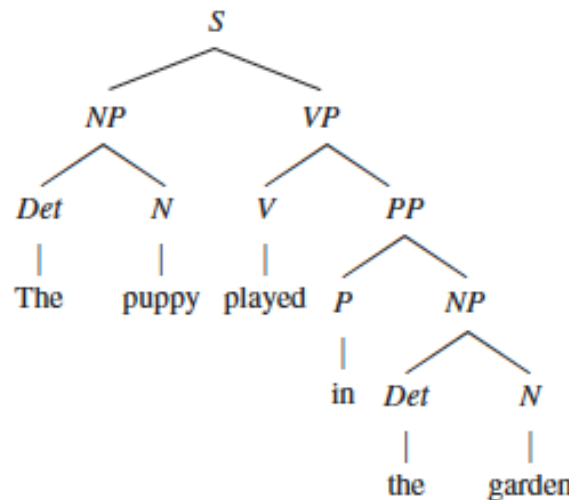 S
NP VP
Det N V PP
The puppy played P NP
in Det N
the garden